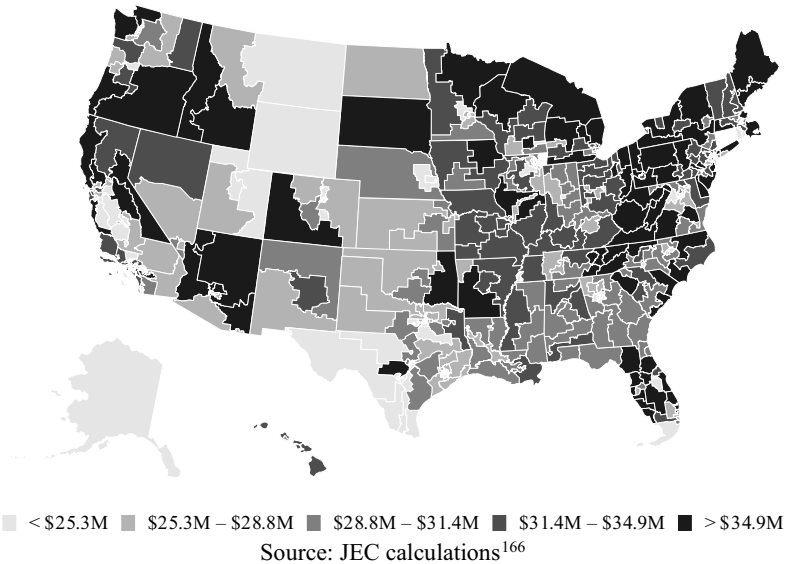 < $25.3M $25.3M – $28.8M $28.8M – $31.4M $31.4M – $34.9M > $34.9M
Source: JEC calculations166